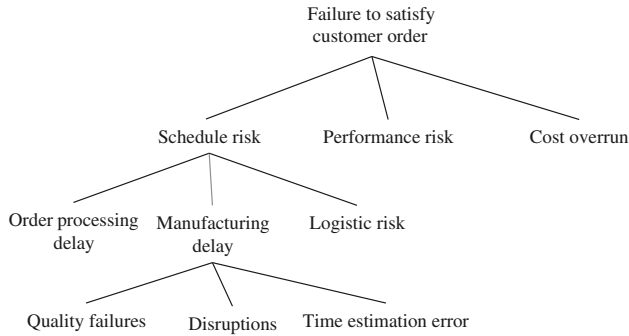 Failure to satisfy
customer order
Schedule risk
Performance risk
Cost overrun
Order processing
delay
Manufacturing
delay
Logistic risk
Quality failures
Disruptions
Time estimation error